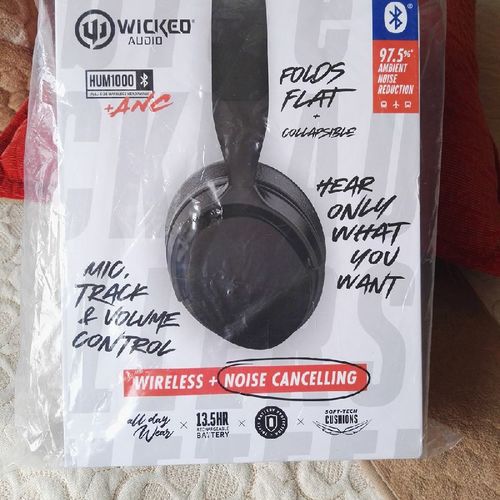 WICKED
AUDIO
HUM1000
+ANC
FOLDS
FLAT
+
COLLAPSIBLE
97.5%*
AMBIENT
NOISE
REDUCTION
HEAR
ONLY
WHAT
YOU
WANT
MIC,
TRACK
& VOLUME
CONTROL
WIRELESS + NOISE CANCELLING
all day
Wear
×
13.5HR
RECHARGEABLE
BATTERY
×
×
SOFT-TECH
CUSHIONS